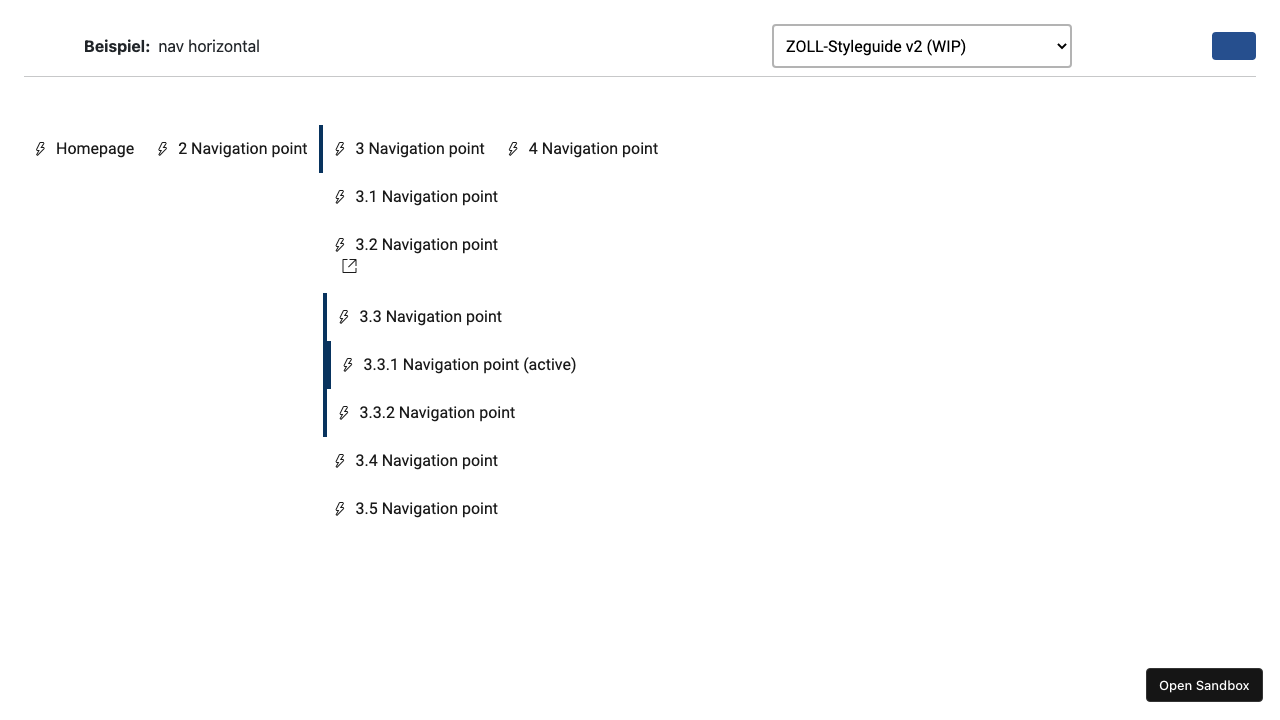 Beispiel: nav horizontal
ZOLL-Styleguide v2 (WIP)
Homepage 2 Navigation point 3 Navigation point 4 Navigation point
3.1 Navigation point
3.2 Navigation point
3.3 Navigation point
3.3.1 Navigation point (active)
3.3.2 Navigation point
3.4 Navigation point
3.5 Navigation point
Open Sandbox